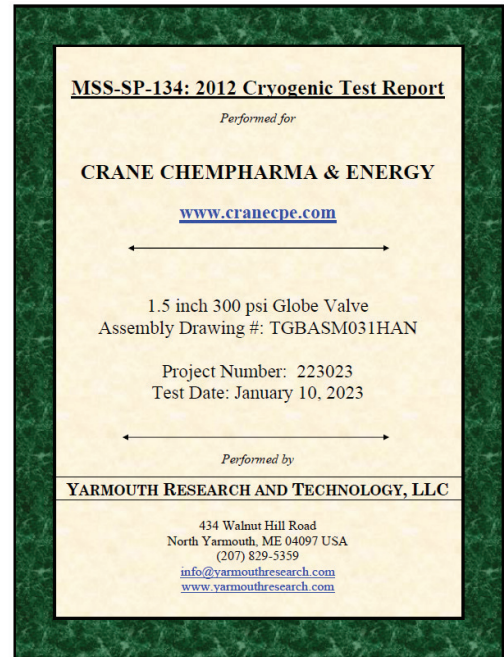 MSS-SP-134: 2012 Cryogenic Test Report
Performed for
CRANE CHEMPHARMA & ENERGY
www.cranecpe.com
1.5 inch 300 psi Globe Valve
Assembly Drawing #: TGBASM031HAN
Project Number: 223023
Test Date: January 10, 2023
Performed by
YARMOUTH RESEARCH AND TECHNOLOGY, LLC
434 Walnut Hill Road
North Yarmouth, ME 04097 USA
(207) 829-5359
info@yarmouthresearch.com
www.yarmouthresearch.com